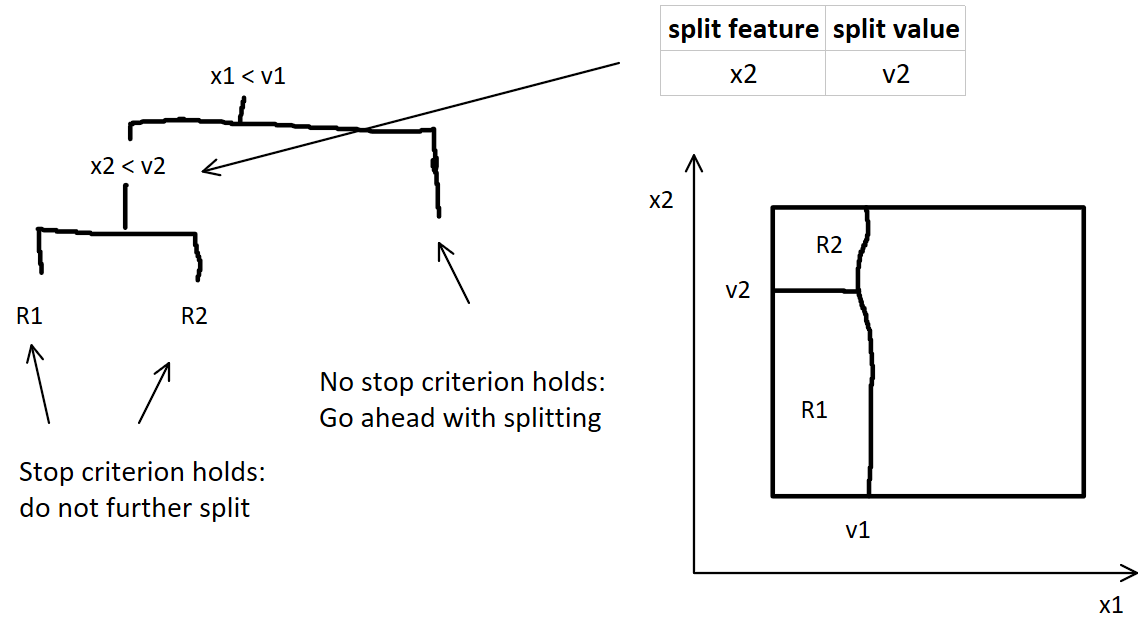 split feature split value
x2 v2
x1 < v1
x2 < v2
R1 R2
No stop criterion holds:
Go ahead with splitting
Stop criterion holds:
do not further split
x2
R2
v2
R1
v1
x1